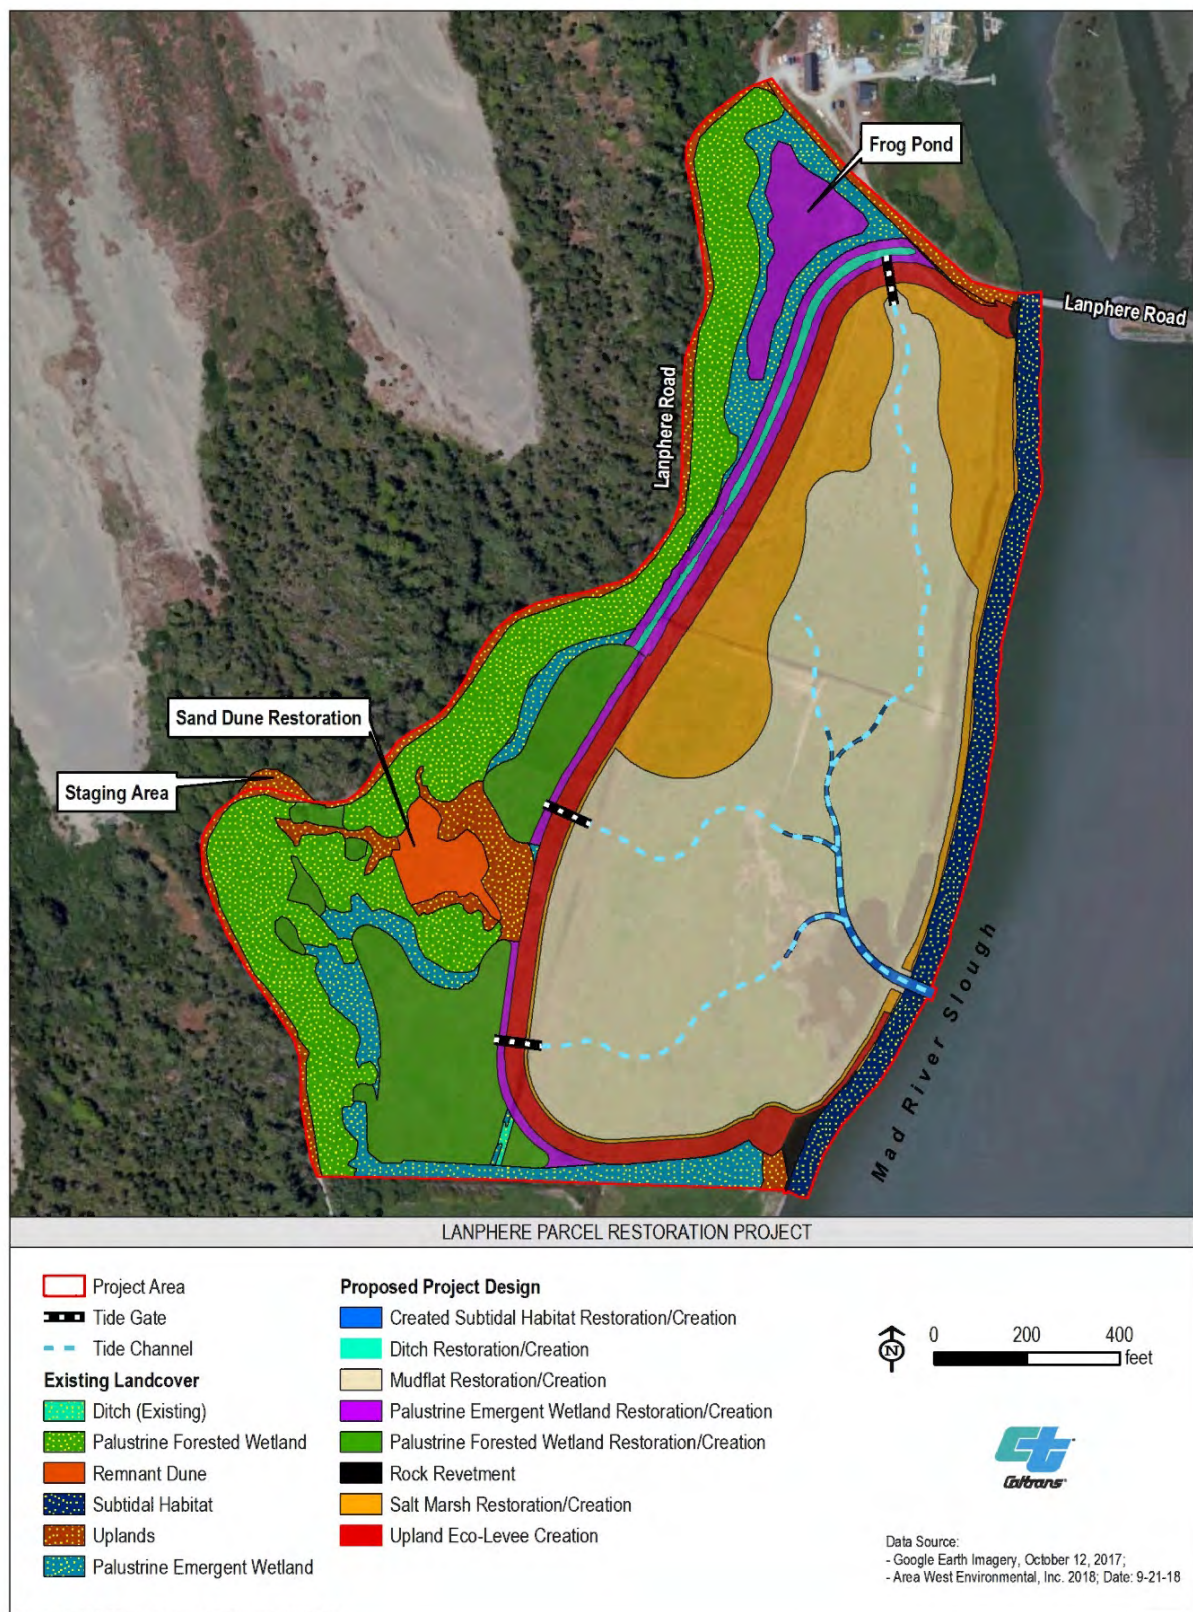 Frog Pond
Lanphere Road
Lanphere Road
Sand Dune Restoration
Staging Area
Mad River Slough
LANPHERE PARCEL RESTORATION PROJECT
Project Area
Tide Gate
Tide Channel
Existing Landcover
Ditch (Existing)
Palustrine Forested Wetland
Remnant Dune
Subtidal Habitat
Uplands
Palustrine Emergent Wetland
Proposed Project Design
Created Subtidal Habitat Restoration/Creation
Ditch Restoration/Creation
Mudflat Restoration/Creation
Palustrine Emergent Wetland Restoration/Creation
Palustrine Forested Wetland Restoration/Creation
Rock Revetment
Salt Marsh Restoration/Creation
Upland Eco-Levee Creation
N
0 200 400
feet
ct
Caltrans
Data Source:
- Google Earth Imagery, October 12, 2017;
- Area West Environmental, Inc. 2018; Date: 9-21-18